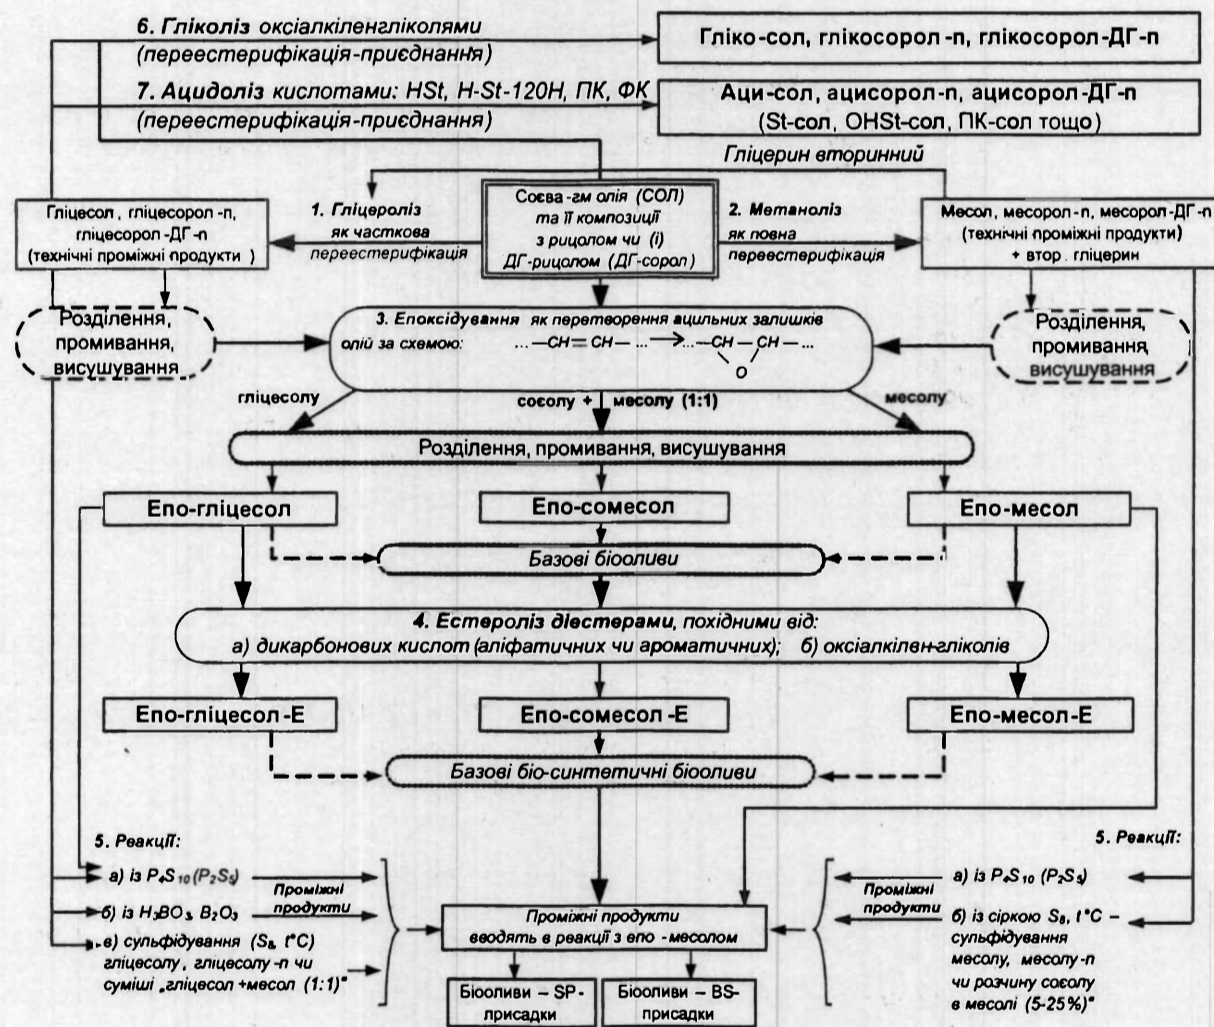 6. Гліколіз оксіалкіленгліколями
(переестерифікація-приєднання)
Гліко-сол, глікосорол-n, глікосорол-ДГ-n
7. Ацидоліз кислотами: HSt, H-St-120H, ПК, ФК
(переестерифікація-приєднання)
Аци-сол, ацисорол-n, ацисорол-ДГ-n
(St-сол, OHSt-сол, ПК-сол тощо)
Гліцерин вторинний
Гліцесол, гліцесорол-n,
гліцесорол-ДГ-n
(технічні проміжні продукти)
1. Гліцероліз
як часткова
переестерифікація
Соєва-гм олія (СОЛ)
та її композиції
з рицолом чи (і)
ДГ-рицолом (ДГ-сорол)
2. Метаноліз
як повна
переестерифікація
Месол, месорол-n, месорол-ДГ-n
(технічні проміжні продукти)
+ втор. гліцерин
Розділення,
промивання,
висушування
3. Епоксідування як перетворення ацильних залишків
олій за схемою: ...—CH=CH—... → ...—CH—CH—...
O
Розділення,
промивання,
висушування
гліцесолу
соєолу + месолу (1:1)
месолу
Розділення, промивання, висушування
Епо-гліцесол
Епо-сомесол
Епо-месол
Базові біооливи
4. Естероліз діестерами, похідними від:
а) дикарбонових кислот (аліфатичних чи ароматичних); б) оксіалкілен-гліколів
Епо-гліцесол-Е
Епо-сомесол-Е
Епо-месол-Е
Базові біо-синтетичні біооливи
5. Реакції:
а) із P₄S₁₀ (P₂S₅)
б) із H₃BO₃, B₂O₃
в) сульфідування (S₈, t°C)
гліцесолу, гліцесолу-n чи
суміші „гліцесол+месол (1:1)"
Проміжні
продукти
Проміжні продукти
вводять в реакції з епо-месолом
Біооливи – SP-
присадки
Біооливи – BS-
присадки
5. Реакції:
Проміжні
продукти
а) із P₄S₁₀ (P₂S₅)
б) із сіркою S₈, t°C –
сульфідування
месолу, месолу-n
чи розчину соєолу
в месолі (5-25%)"